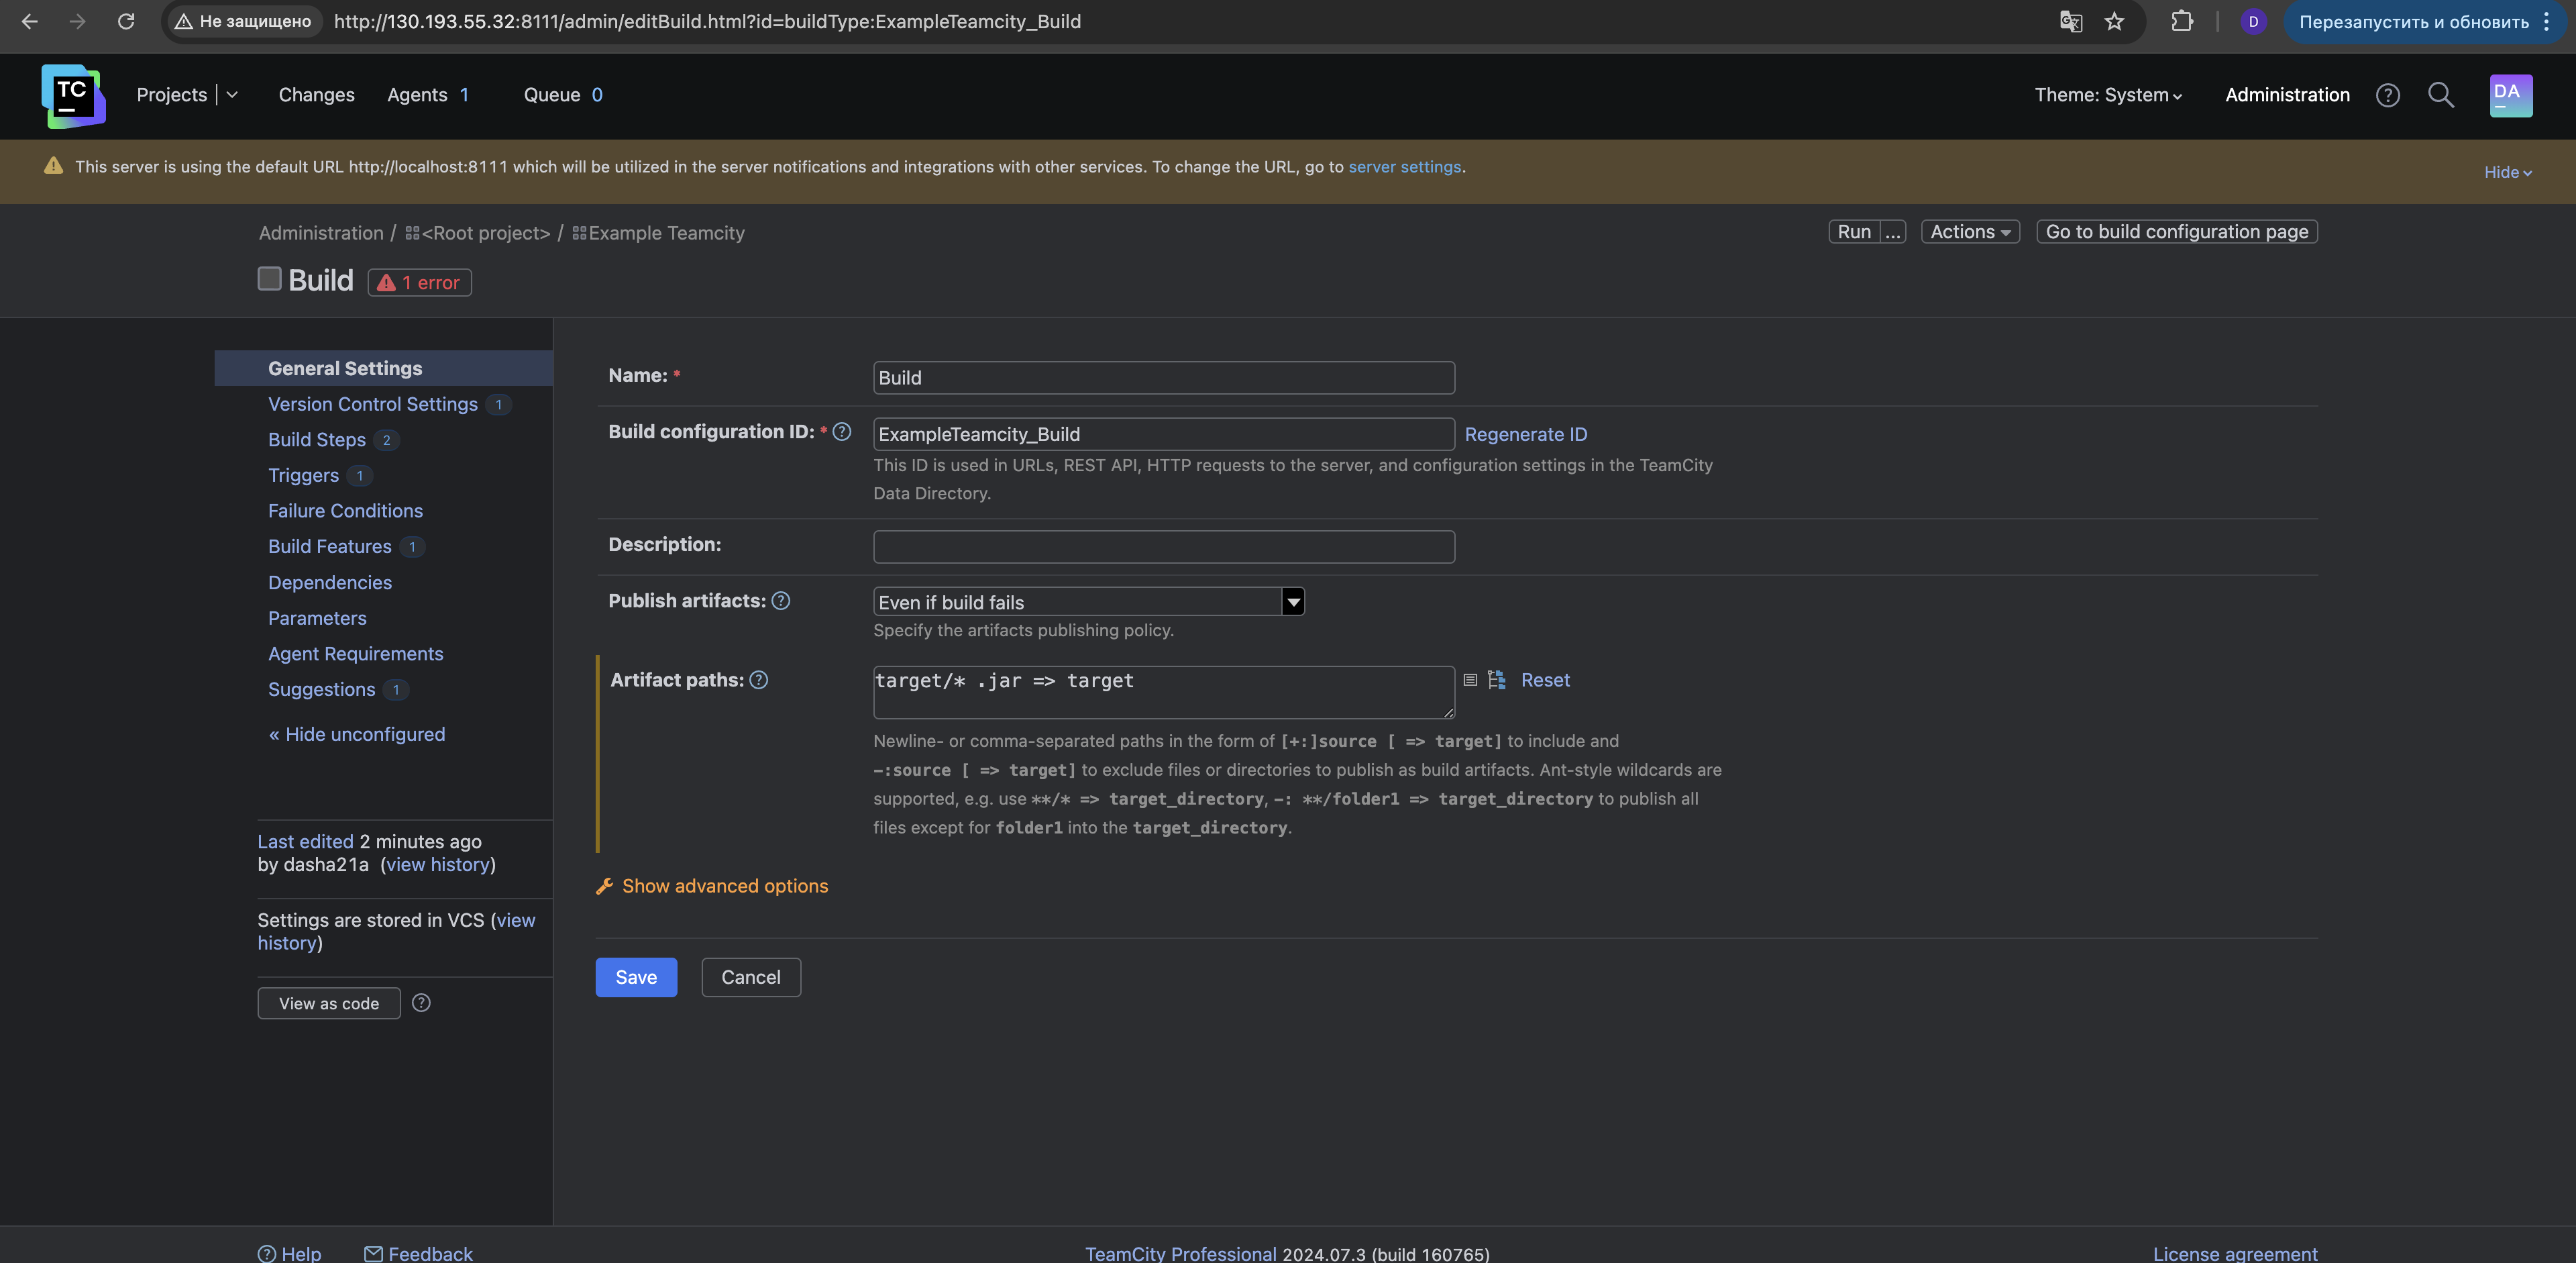 Не защищено http://130.193.55.32:8111/admin/editBuild.html?id=buildType:ExampleTeamcity_Build D Перезапустить и обновить
TC Projects Changes Agents 1 Queue 0 Theme: System Administration DA
This server is using the default URL http://localhost:8111 which will be utilized in the server notifications and integrations with other services. To change the URL, go to server settings. Hide
Administration / <Root project> / Example Teamcity Run ... Actions Go to build configuration page
Build 1 error
General Settings
Version Control Settings 1
Build Steps 2
Triggers 1
Failure Conditions
Build Features 1
Dependencies
Parameters
Agent Requirements
Suggestions 1
« Hide unconfigured
Last edited 2 minutes ago
by dasha21a (view history)
Settings are stored in VCS (view
history)
View as code
Name: * Build
Build configuration ID: * ExampleTeamcity_Build Regenerate ID
This ID is used in URLs, REST API, HTTP requests to the server, and configuration settings in the TeamCity
Data Directory.
Description:
Publish artifacts: Even if build fails
Specify the artifacts publishing policy.
Artifact paths: target/* .jar => target Reset
Newline- or comma-separated paths in the form of [+:]source [ => target] to include and
-:source [ => target] to exclude files or directories to publish as build artifacts. Ant-style wildcards are
supported, e.g. use **/* => target_directory, -: **/folder1 => target_directory to publish all
files except for folder1 into the target_directory.
Show advanced options
Save Cancel
Help Feedback TeamCity Professional 2024.07.3 (build 160765) License agreement